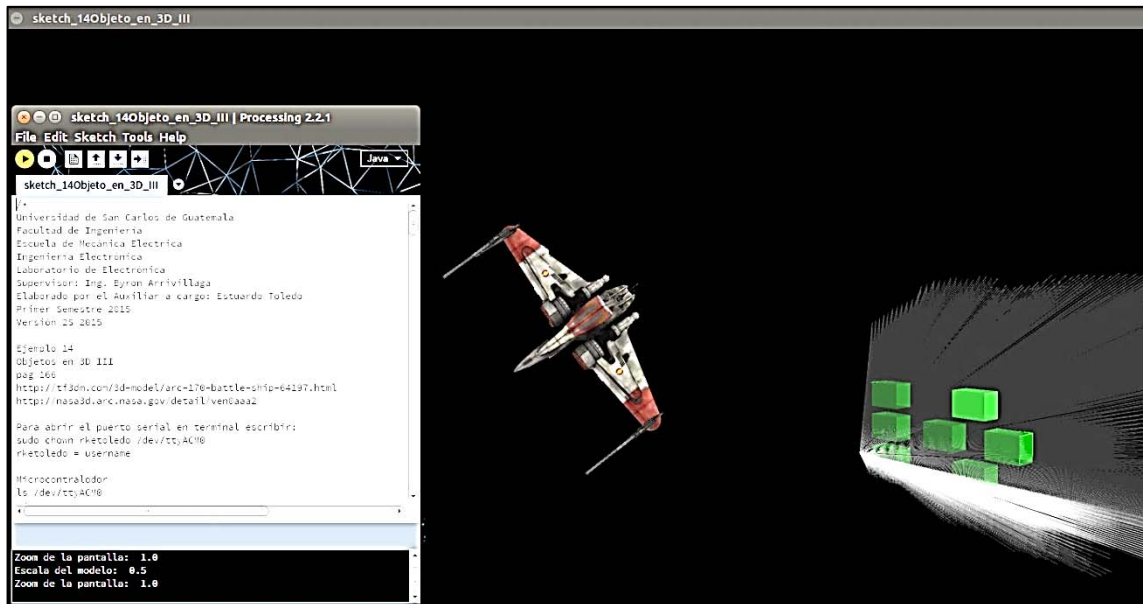 sketch_14Objeto_en_3D_III
sketch_14Objeto_en_3D_III | Processing 2.2.1
File Edit Sketch Tools Help
Java
sketch_14Objeto_en_3D_III
/*
Universidad de San Carlos de Guatemala
Facultad de Ingenieria
Escuela de Mecánica Electrica
Ingenieria Electronica
Laboratorio de Electronica
Supervisor: Ing. Byron Arrivillaga
Elaborado por el Auxiliar a cargo: Estuardo Toledo
Primer Semestre 2015
Version 2S 2015
Ejemplo 14
Objetos en 3D III
pag 166
http://tf3dm.com/3d-model/arc-170-battle-ship-64197.html
http://nasa3d.arc.nasa.gov/detail/ven0aaa2
Para abrir el puerto serial en terminal escribir:
sudo chown rketoledo /dev/ttyACM0
rketoledo = username
Microcontralodor
ls /dev/ttyACM0
Zoom de la pantalla: 1.0
Escala del modelo: 0.5
Zoom de la pantalla: 1.0